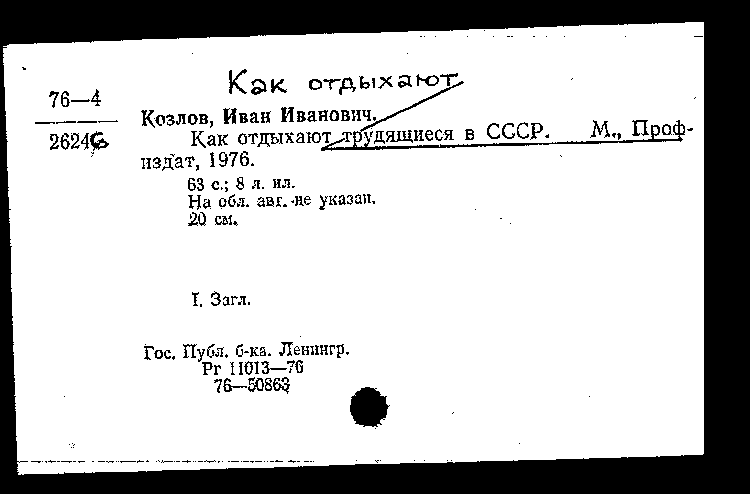 Как отдыхают
76—4
26246
Козлов, Иван Иванович.
Как отдыхают трудящиеся в СССР. М., Проф-
издат, 1976.
63 с.; 8 л. ил.
На обл. авт. не указан.
20 см.
I. Загл.
Гос. Публ. б-ка. Ленингр.
Рг 11013—76
76—50863